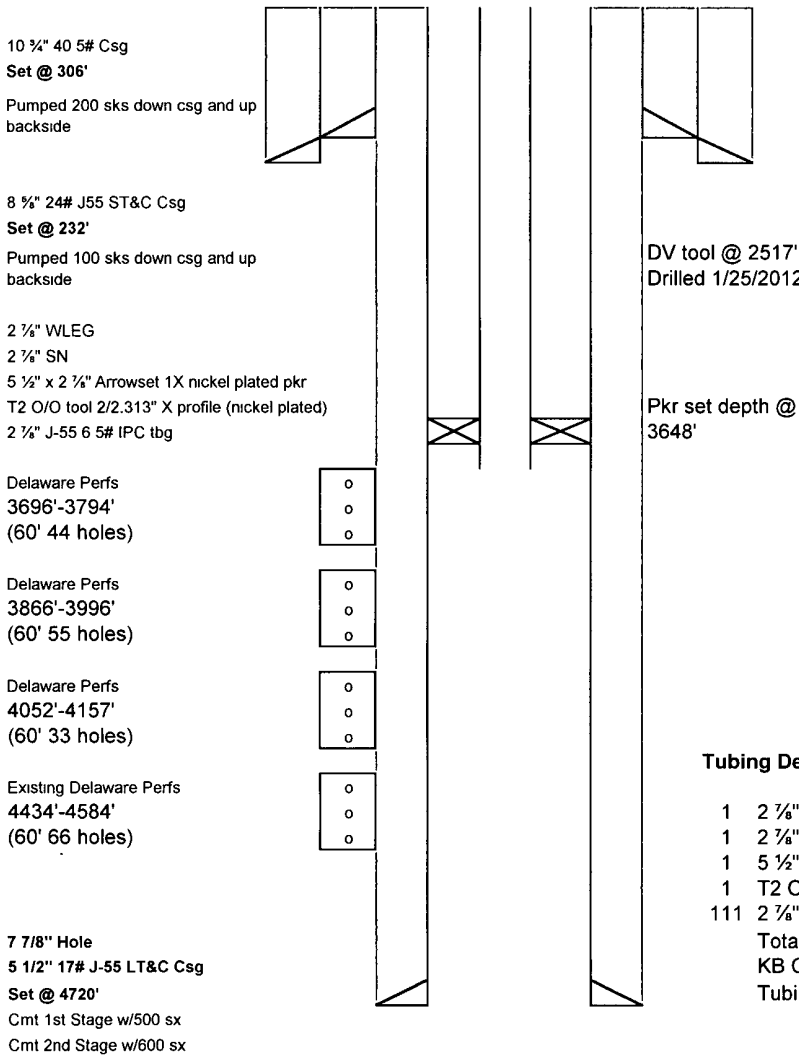 10 ¾" 40 5# Csg
Set @ 306'
Pumped 200 sks down csg and up
backside
8 ⅝" 24# J55 ST&C Csg
Set @ 232'
Pumped 100 sks down csg and up
backside
DV tool @ 2517'
Drilled 1/25/2012
2 ⅞" WLEG
2 ⅞" SN
5 ½" x 2 ⅞" Arrowset 1X nickel plated pkr
T2 O/O tool 2/2.313" X profile (nickel plated)
2 ⅞" J-55 6 5# IPC tbg
Pkr set depth @
3648'
Delaware Perfs
3696'-3794'
(60' 44 holes)
o
o
o
Delaware Perfs
3866'-3996'
(60' 55 holes)
o
o
o
Delaware Perfs
4052'-4157'
(60' 33 holes)
o
o
o
Existing Delaware Perfs
4434'-4584'
(60' 66 holes)
o
o
o
Tubing De
1 2 ⅞"
1 2 ⅞"
1 5 ½"
1 T2 O
111 2 ⅞"
Tota
KB
Tubi
7 7/8" Hole
5 1/2" 17# J-55 LT&C Csg
Set @ 4720'
Cmt 1st Stage w/500 sx
Cmt 2nd Stage w/600 sx